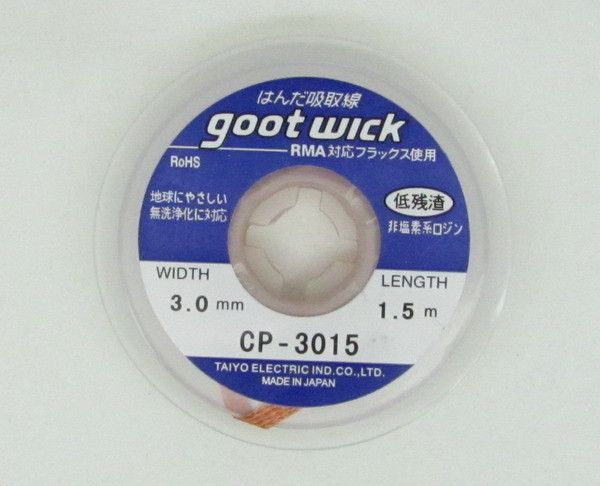 はんだ吸取線
goot wick
RMA対応フラックス使用
RoHS
地球にやさしい
無洗浄化に対応
低残渣
非塩素系ロジン
WIDTH
3.0 mm
LENGTH
1.5 m
CP-3015
TAIYO ELECTRIC IND.CO.,LTD.
MADE IN JAPAN